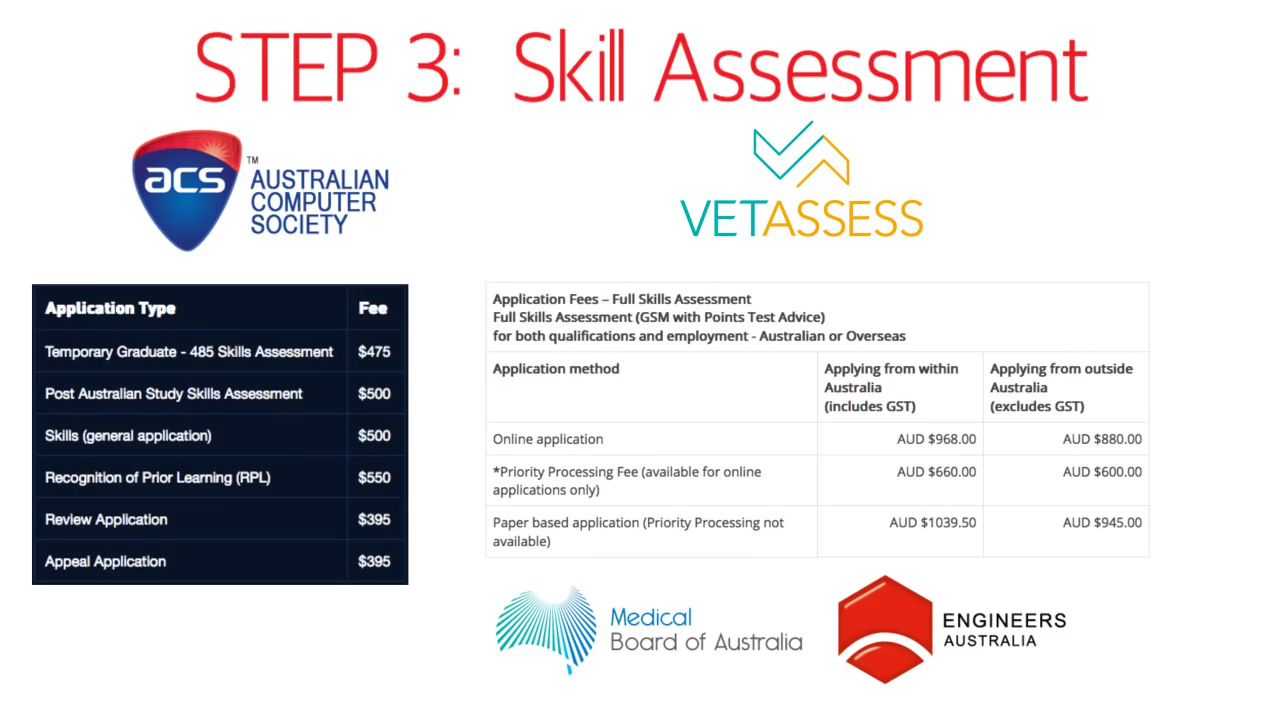 STEP 3: Skill Assessment
acs
TM
AUSTRALIAN
COMPUTER
SOCIETY
VETASSESS
Application Type Fee
Temporary Graduate - 485 Skills Assessment $475
Post Australian Study Skills Assessment $500
Skills (general application) $500
Recognition of Prior Learning (RPL) $550
Review Application $395
Appeal Application $395
Application Fees – Full Skills Assessment
Full Skills Assessment (GSM with Points Test Advice)
for both qualifications and employment - Australian or Overseas
Application method
Applying from within
Australia
(includes GST)
Applying from outside
Australia
(excludes GST)
Online application AUD $968.00 AUD $880.00
*Priority Processing Fee (available for online AUD $660.00 AUD $600.00
applications only)
Paper based application (Priority Processing not AUD $1039.50 AUD $945.00
available)
Medical
Board of Australia
ENGINEERS
AUSTRALIA